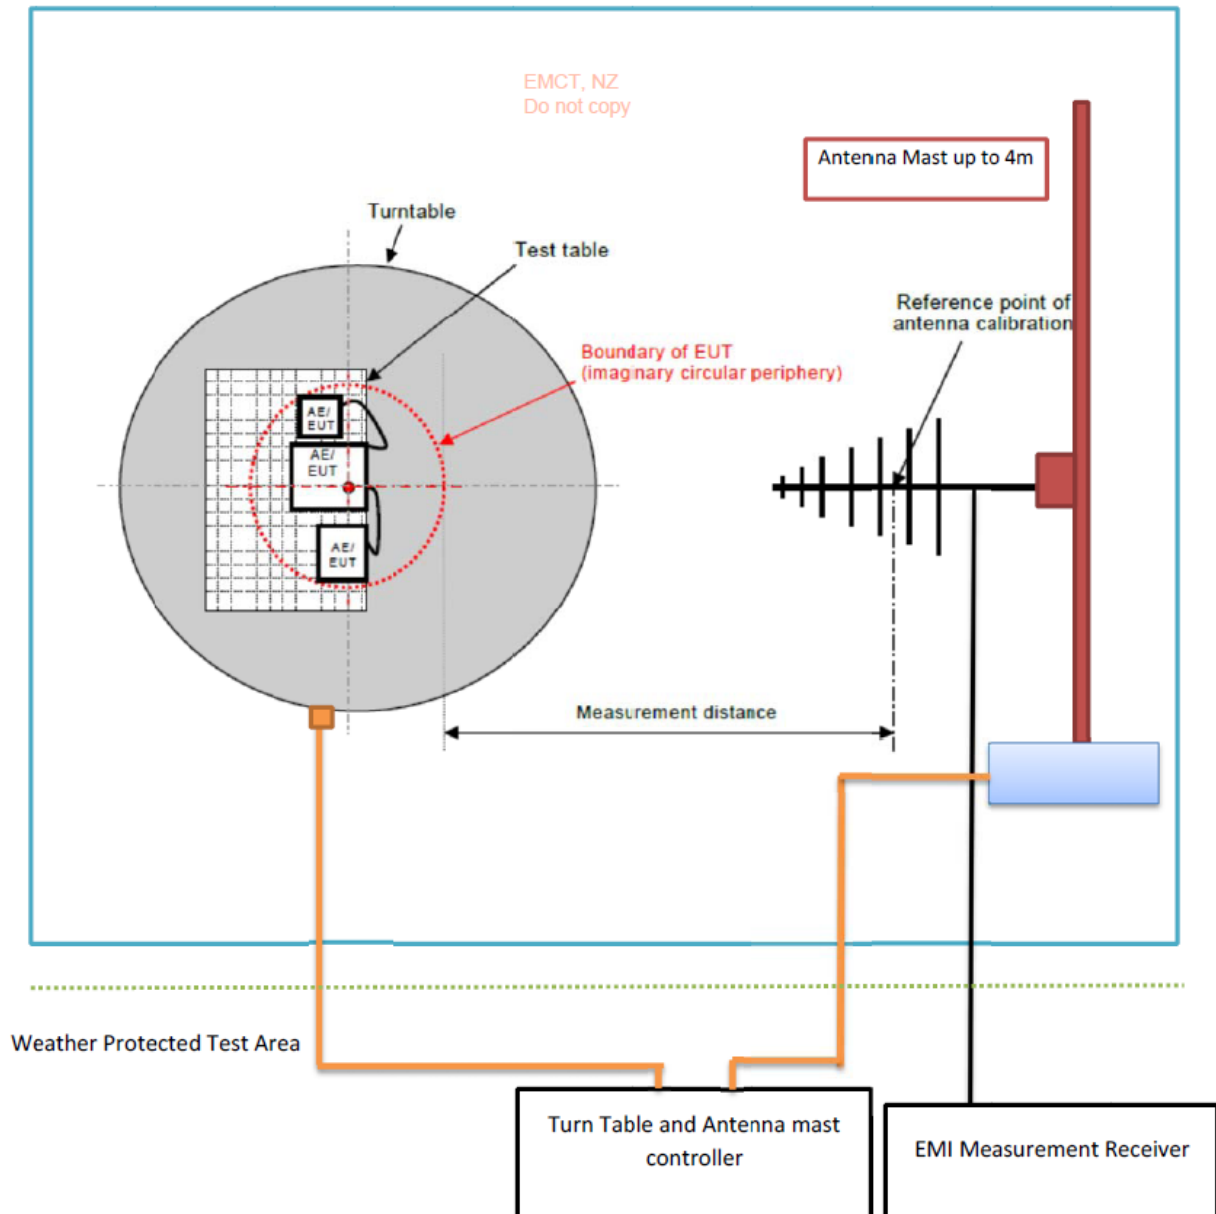 EMCT, NZ
Do not copy
Antenna Mast up to 4m
Turntable
Test table
Reference point of
antenna calibration
Boundary of EUT
(imaginary circular periphery)
AE/
EUT
AE/
EUT
AE/
EUT
Measurement distance
Weather Protected Test Area
Turn Table and Antenna mast
controller
EMI Measurement Receiver